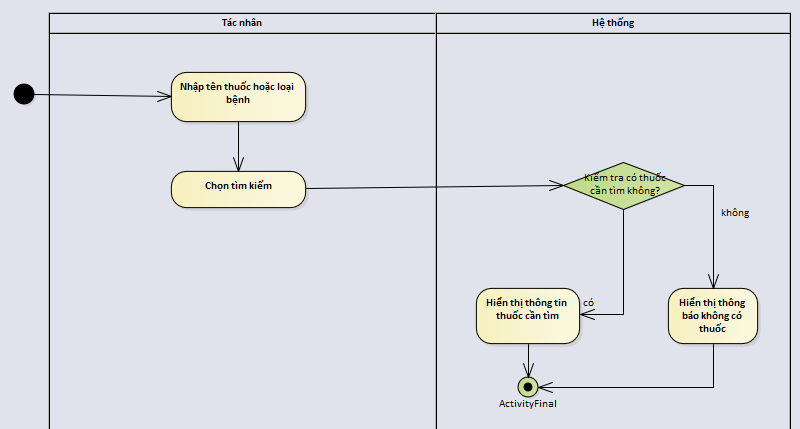 Tác nhân
Hệ thống
Nhập tên thuốc hoặc loại
bệnh
Chọn tìm kiếm
Kiểm tra có thuốc
cần tìm không?
không
Hiển thị thông tin
thuốc cần tìm
có
Hiển thị thông
báo không có
thuốc
ActivityFinal